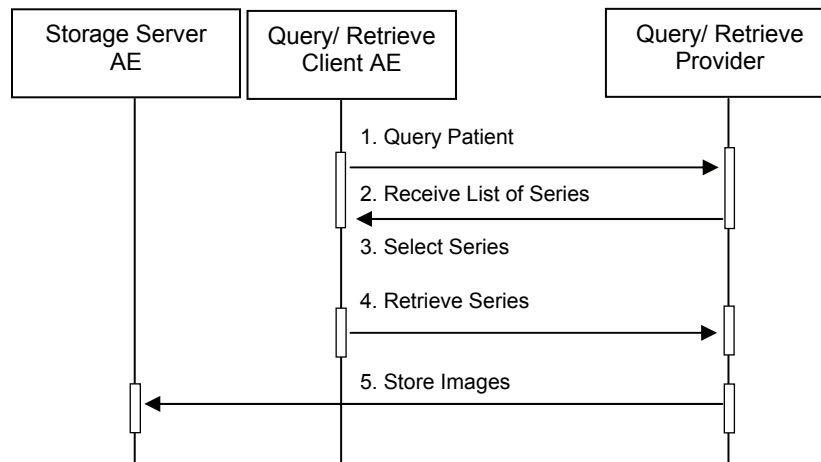 Storage Server
AE
Query/ Retrieve
Client AE
Query/ Retrieve
Provider
1. Query Patient
2. Receive List of Series
3. Select Series
4. Retrieve Series
5. Store Images